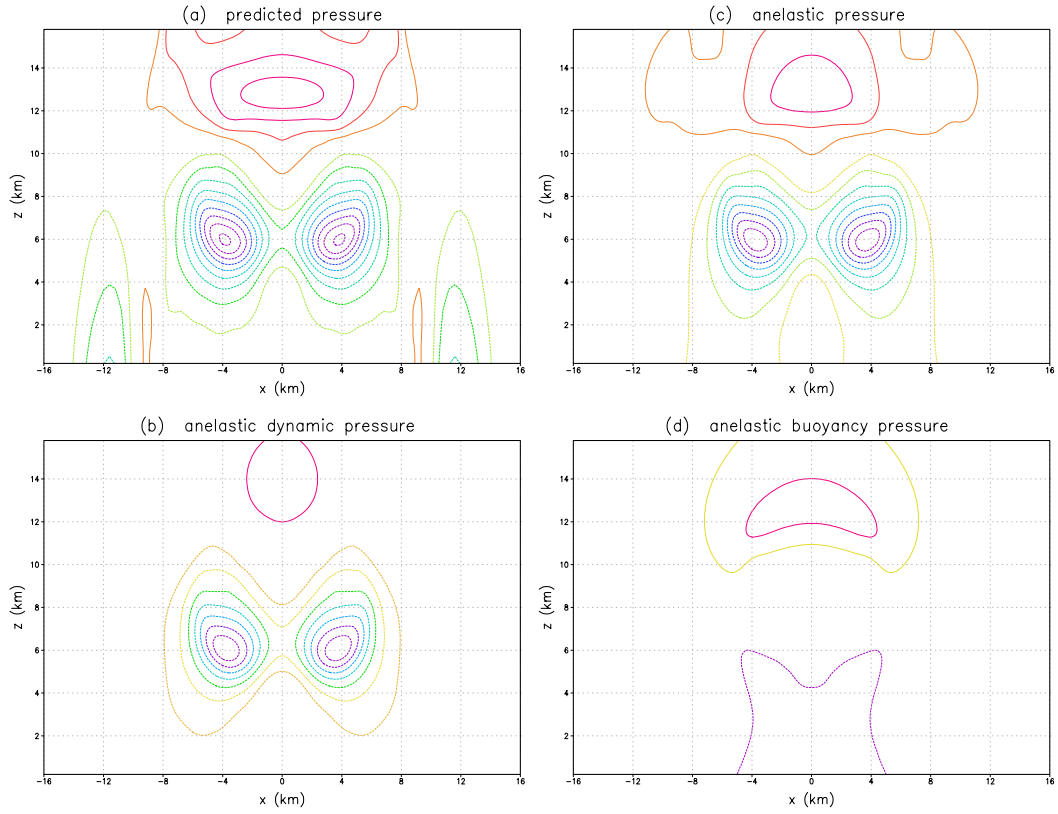 (a) predicted pressure
14
12
10
8
6
4
2
z (km)
-16 -12 -8 -4 0 4 8 12 16
x (km)
(c) anelastic pressure
14
12
10
8
6
4
2
z (km)
-16 -12 -8 -4 0 4 8 12 16
x (km)
(b) anelastic dynamic pressure
14
12
10
8
6
4
2
z (km)
-16 -12 -8 -4 0 4 8 12 16
x (km)
(d) anelastic buoyancy pressure
14
12
10
8
6
4
2
z (km)
-16 -12 -8 -4 0 4 8 12 16
x (km)